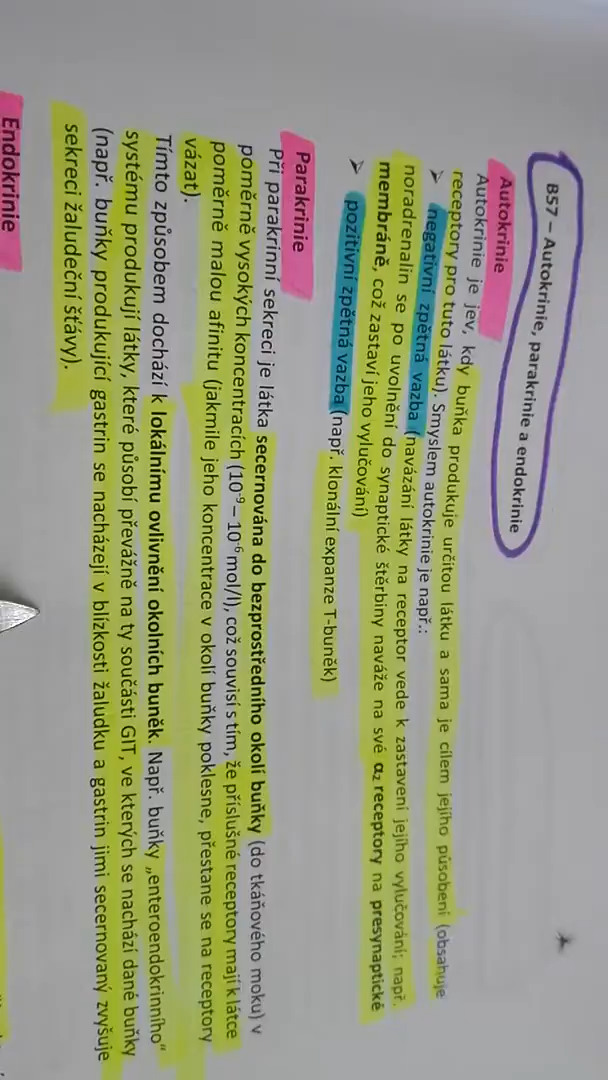 B57 – Autokrinie, parakrinie a endokrinie
Autokrinie
Autokrinie je jev, kdy buňka produkuje určitou látku a sama je cílem jejího působení (obsahuje
receptory pro tuto látku). Smyslem autokrinie je např.:
➢ negativní zpětná vazba (navázání látky na receptor vede k zastavení jejího vylučování; např.
noradrenalin se po uvolnění do synaptické štěrbiny naváže na své α₂ receptory na presynaptické
membráně, což zastaví jeho vylučování)
➢ pozitivní zpětná vazba (např. klonální expanze T-buněk)
Parakrinie
Při parakrinní sekreci je látka secernována do bezprostředního okolí buňky (do tkáňového moku) v
poměrně vysokých koncentracích (10⁻⁹ – 10⁻⁶ mol/l), což souvisí s tím, že příslušné receptory mají k látce
poměrně malou afinitu (jakmile jeho koncentrace v okolí buňky poklesne, přestane se na receptory
vázat).
Tímto způsobem dochází k lokálnímu ovlivnění okolních buněk. Např. buňky „enteroendokrinního“
systému produkují látky, které působí převážně na ty součásti GIT, ve kterých se nachází dané buňky
(např. buňky produkující gastrin se nacházejí v blízkosti žaludku a gastrin jimi secernovaný zvyšuje
sekreci žaludeční šťávy).
Endokrinie